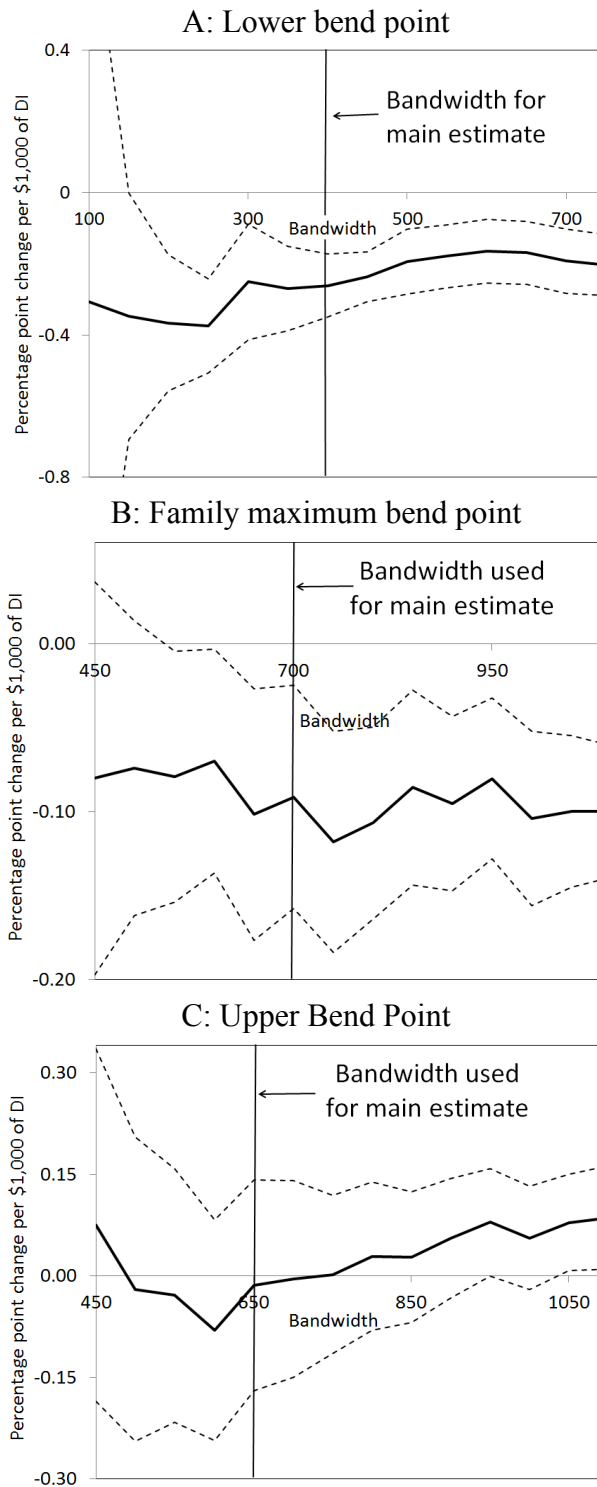 A: Lower bend point
Percentage point change per $1,000 of DI
0.4
0
-0.4
-0.8
100
300
500
700
Bandwidth for
main estimate
Bandwidth
B: Family maximum bend point
Percentage point change per $1,000 of DI
0.00
-0.10
-0.20
450
700
950
Bandwidth used
for main estimate
Bandwidth
C: Upper Bend Point
Percentage point change per $1,000 of DI
0.30
0.15
0.00
-0.15
-0.30
450
650
850
1050
Bandwidth used
for main estimate
Bandwidth